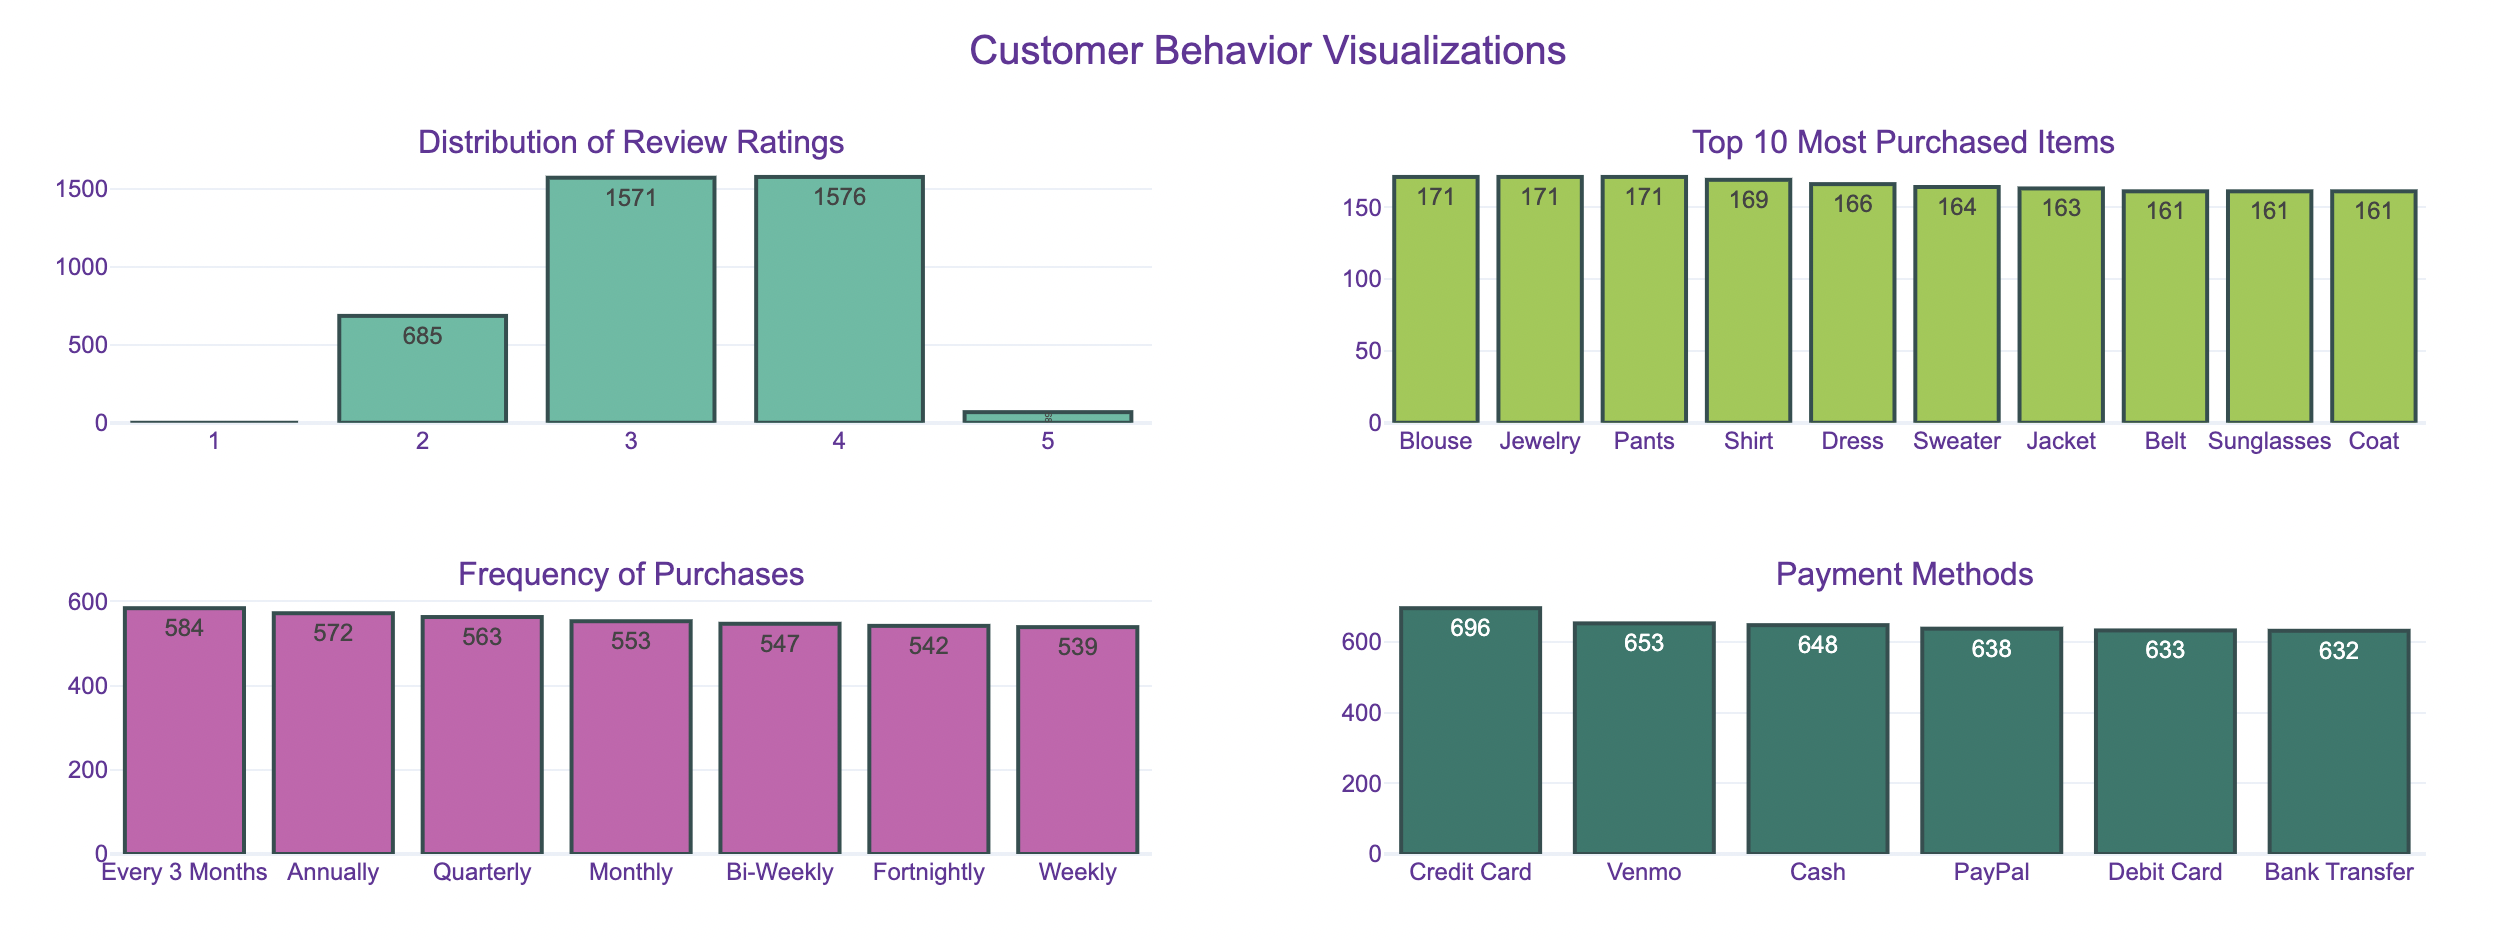 Customer Behavior Visualizations
Distribution of Review Ratings
1500
1000
500
0
685
1571
1576
1 2 3 4 5
Top 10 Most Purchased Items
150
100
50
0
171 171 171 169 166 164 163 161 161 161
Blouse Jewelry Pants Shirt Dress Sweater Jacket Belt Sunglasses Coat
Frequency of Purchases
600
400
200
0
584 572 563 553 547 542 539
Every 3 Months Annually Quarterly Monthly Bi-Weekly Fortnightly Weekly
Payment Methods
600
400
200
0
696 653 648 638 633 632
Credit Card Venmo Cash PayPal Debit Card Bank Transfer